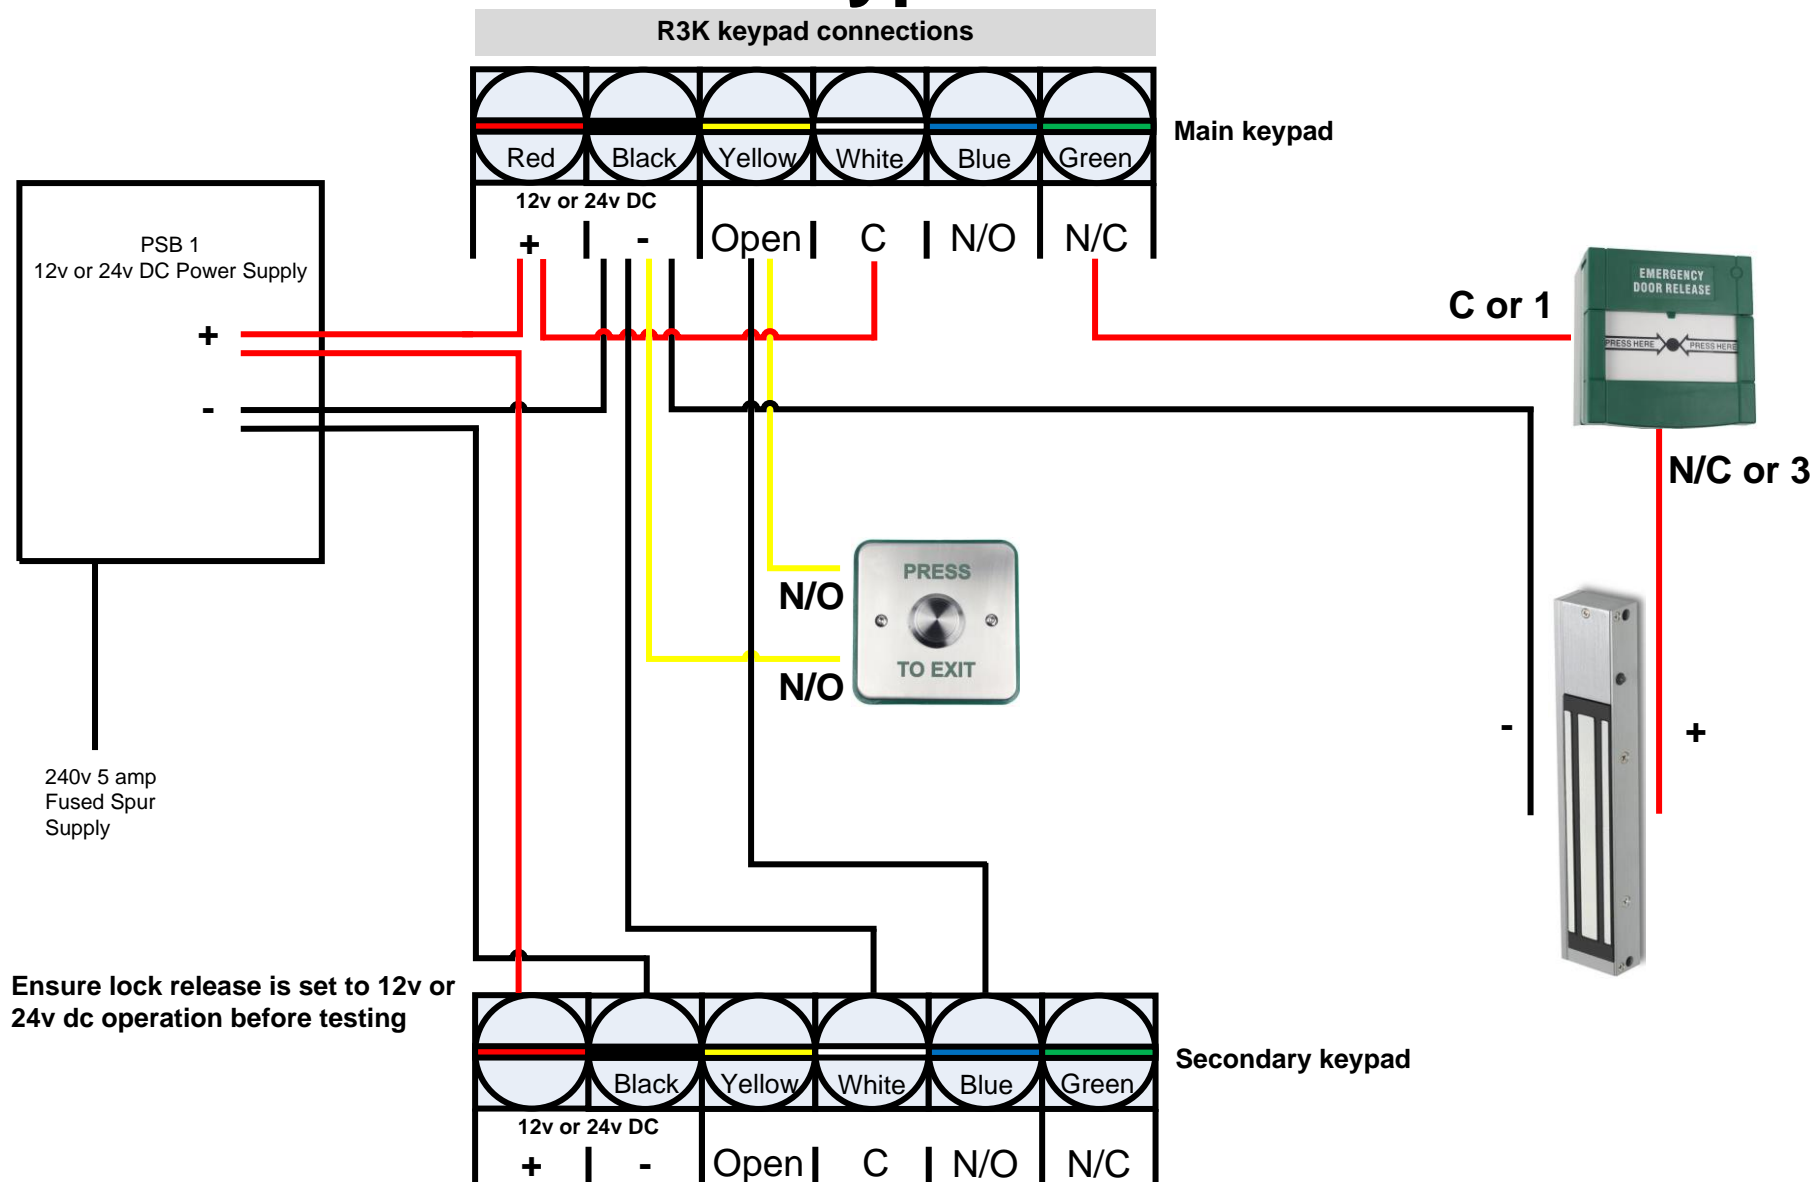 R3K keypad connections
Main keypad
Red Black Yellow White Blue Green
12v or 24v DC
+ - Open C N/O N/C
PSB 1
12v or 24v DC Power Supply
+
-
EMERGENCY
DOOR RELEASE
PRESS HERE PRESS HERE
C or 1
N/C or 3
PRESS
TO EXIT
N/O
N/O
- +
240v 5 amp
Fused Spur
Supply
Ensure lock release is set to 12v or
24v dc operation before testing
Secondary keypad
Black Yellow White Blue Green
12v or 24v DC
+ - Open C N/O N/C